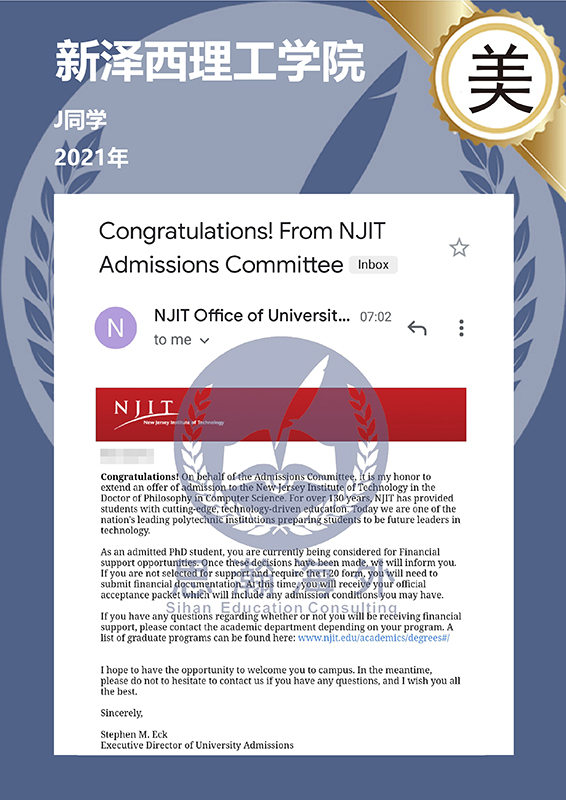 新泽西理工学院
美
J同学
2021年
Congratulations! From NJIT
Admissions Committee Inbox
N
NJIT Office of Universit... 07:02
to me
NJIT
New Jersey Institute of Technology
Congratulations! On behalf of the Admissions Committee, it is my honor to
extend an offer of admission to the New Jersey Institute of Technology in the
Doctor of Philosophy in Computer Science. For over 130 years, NJIT has provided
students with cutting-edge, technology-driven education. Today we are one of the
nation's leading polytechnic institutions preparing students to be future leaders in
technology.
As an admitted PhD student, you are currently being considered for Financial
support opportunities. Once these decisions have been made, we will inform you.
If you are not selected for support and require the I-20 form, you will need to
submit financial documentation. At this time, you will receive your official
acceptance packet which will include any admission conditions you may have.
思瀚海外
Sihan Education Consulting
If you have any questions regarding whether or not you will be receiving financial
support, please contact the academic department depending on your program. A
list of graduate programs can be found here: www.njit.edu/academics/degrees#/
I hope to have the opportunity to welcome you to campus. In the meantime,
please do not to hesitate to contact us if you have any questions, and I wish you all
the best.
Sincerely,
Stephen M. Eck
Executive Director of University Admissions